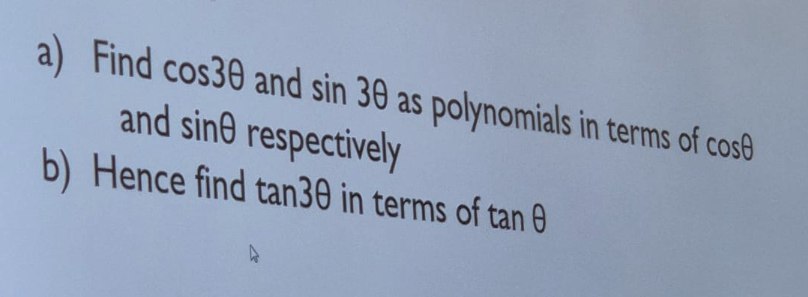 a) Find cos3θ and sin 3θ as polynomials in terms of cosθ
and sinθ respectively
b) Hence find tan3θ in terms of tan θ